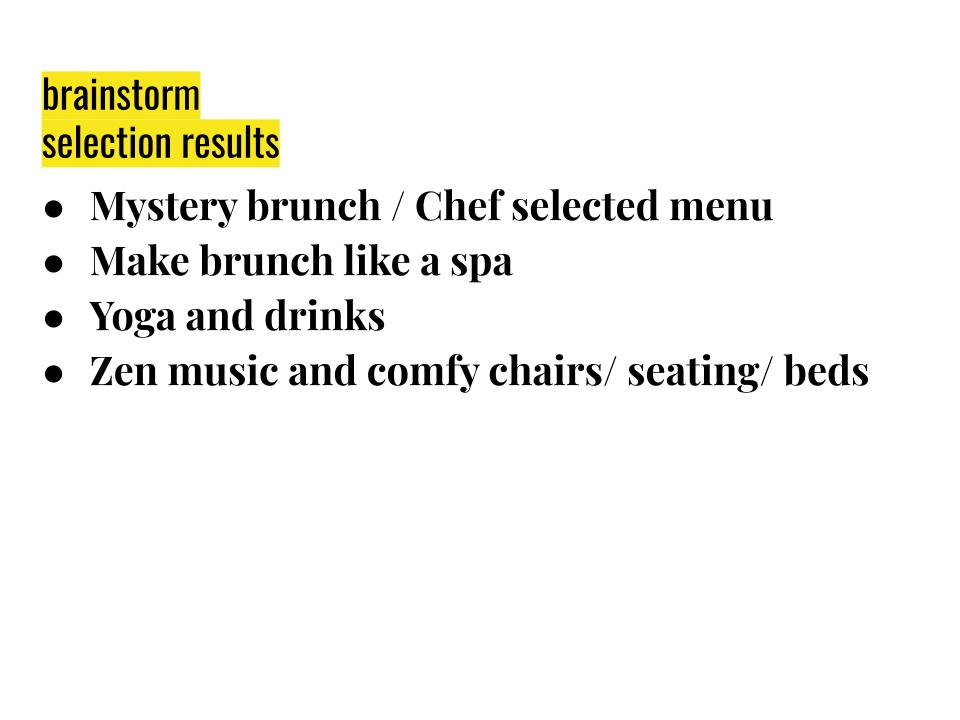 brainstorm
selection results
● Mystery brunch / Chef selected menu
● Make brunch like a spa
● Yoga and drinks
● Zen music and comfy chairs/ seating/ beds